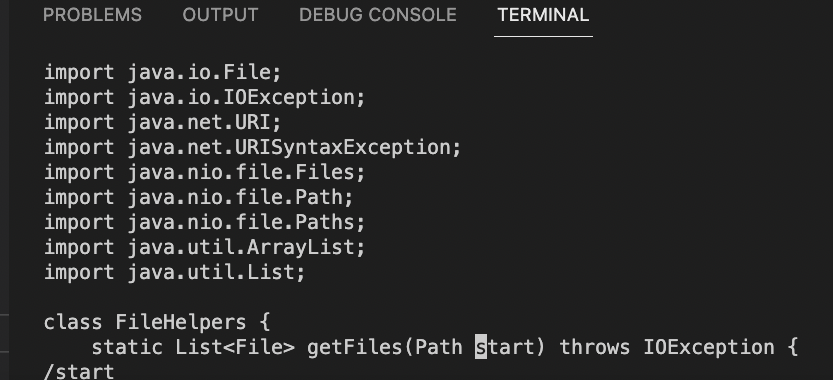 PROBLEMS OUTPUT DEBUG CONSOLE TERMINAL
import java.io.File;
import java.io.IOException;
import java.net.URI;
import java.net.URISyntaxException;
import java.nio.file.Files;
import java.nio.file.Path;
import java.nio.file.Paths;
import java.util.ArrayList;
import java.util.List;
class FileHelpers {
    static List<File> getFiles(Path start) throws IOException {
/start